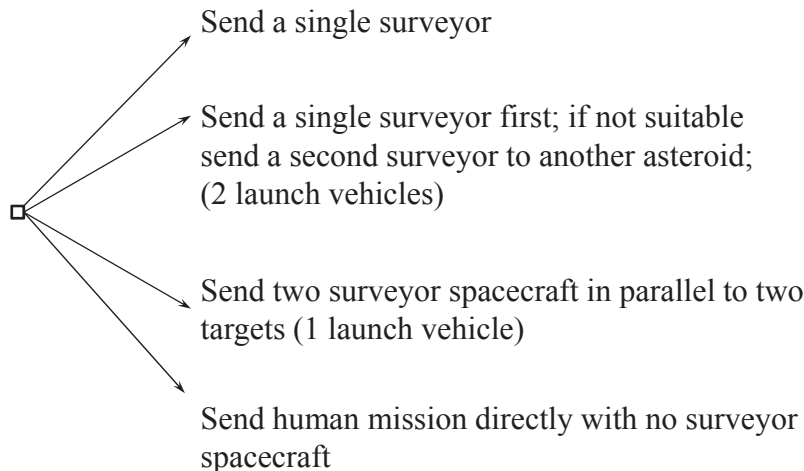 Send a single surveyor
Send a single surveyor first; if not suitable
send a second surveyor to another asteroid;
(2 launch vehicles)
Send two surveyor spacecraft in parallel to two
targets (1 launch vehicle)
Send human mission directly with no surveyor
spacecraft